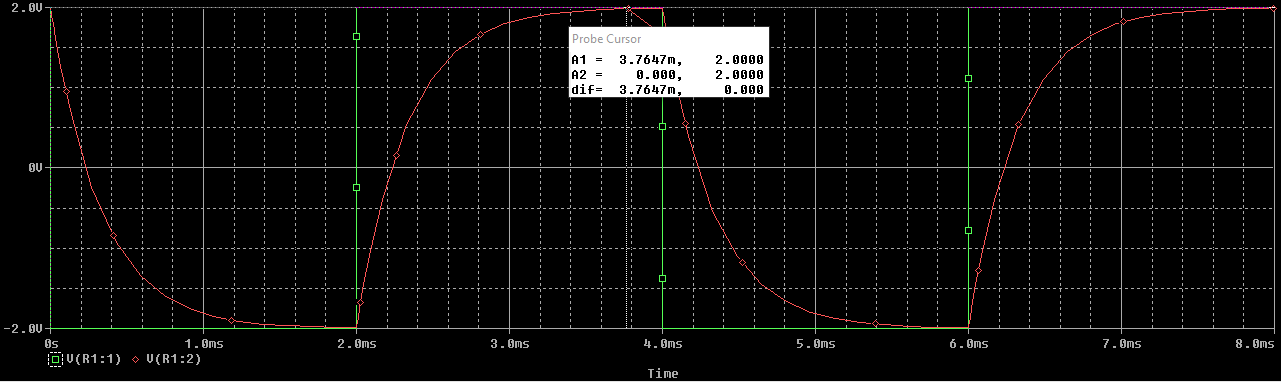 2.0V
Probe Cursor
A1 = 3.7647m, 2.0000
A2 = 0.000, 2.0000
dif= 3.7647m, 0.000
0V
-2.0V
0s 1.0ms 2.0ms 3.0ms 4.0ms 5.0ms 6.0ms 7.0ms 8.0ms
V(R1:1) V(R1:2)
Time